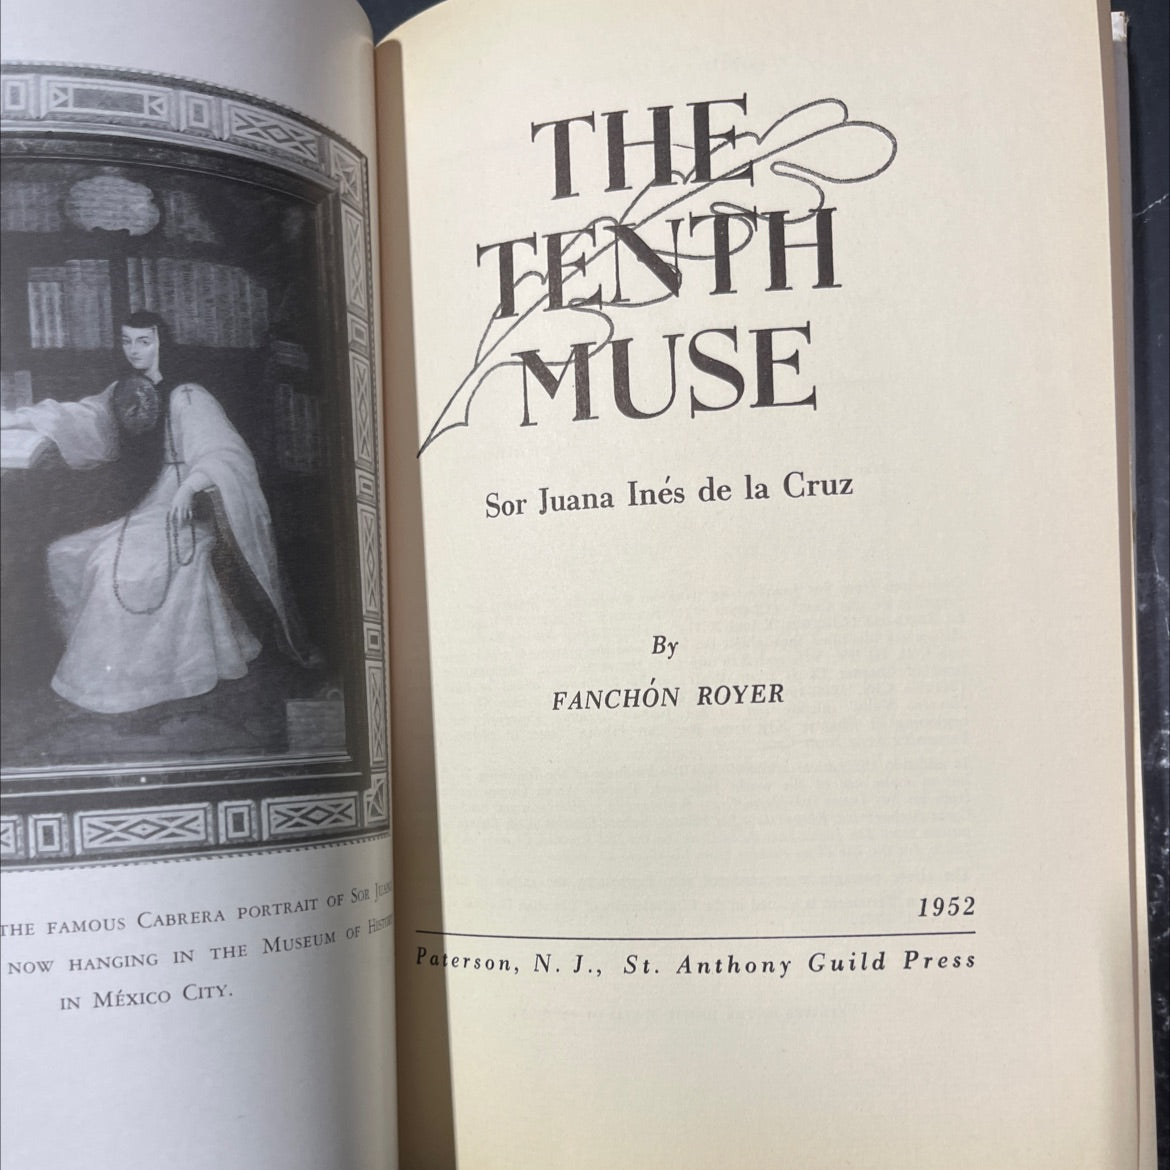 THE FAMOUS CABRERA PORTRAIT OF SOR
NOW HANGING IN THE MUSEUM OF
IN MÉXICO CITY.
THE
TENTH
MUSE
Sor Juana Inés de la Cruz
By
FANCHÓN ROYER
1952
Paterson, N. J., St. Anthony Guild Press